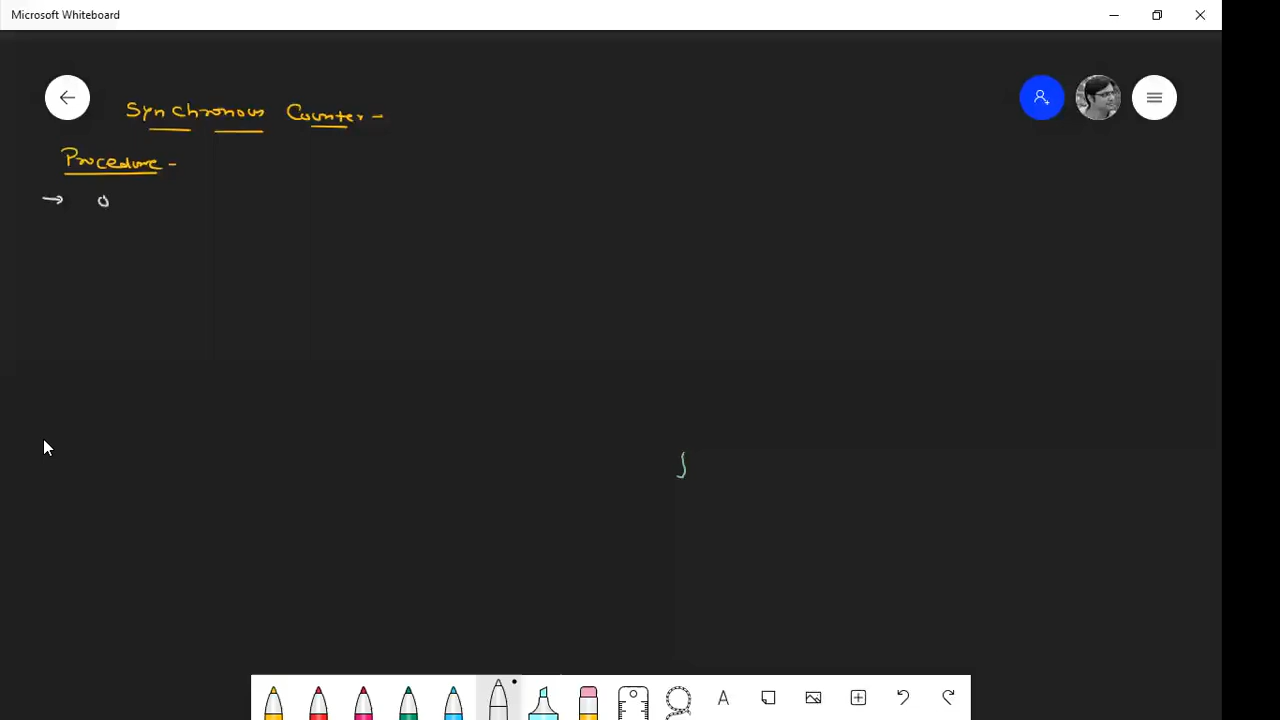 Microsoft Whiteboard
Synchronous Counter -
Procedure -
→ o
J
A